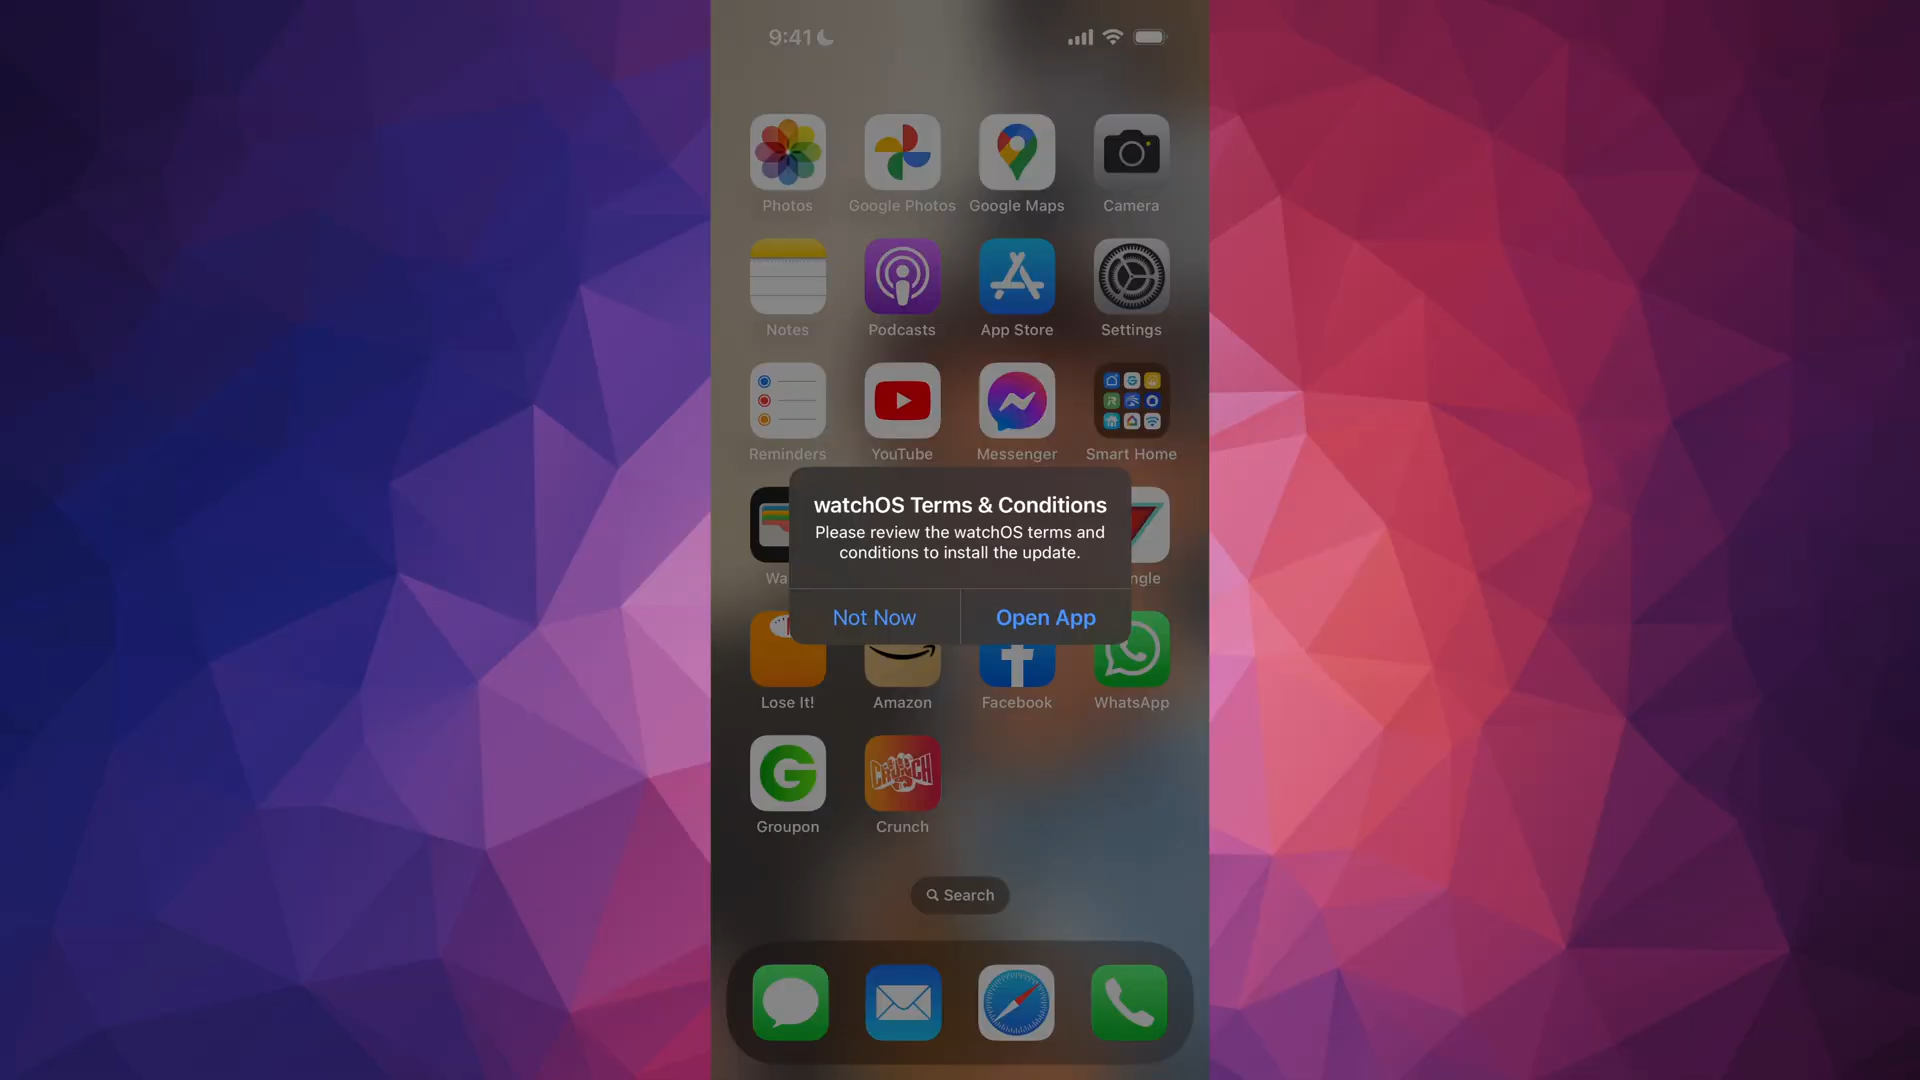 9:41
Photos
Google Photos
Google Maps
Camera
Notes
Podcasts
App Store
Settings
Reminders
YouTube
Messenger
Smart Home
watchOS Terms & Conditions
Please review the watchOS terms and
conditions to install the update.
Wa
ngle
Not Now
Open App
Lose It!
Amazon
Facebook
WhatsApp
CRUNCH
Groupon
Crunch
Search